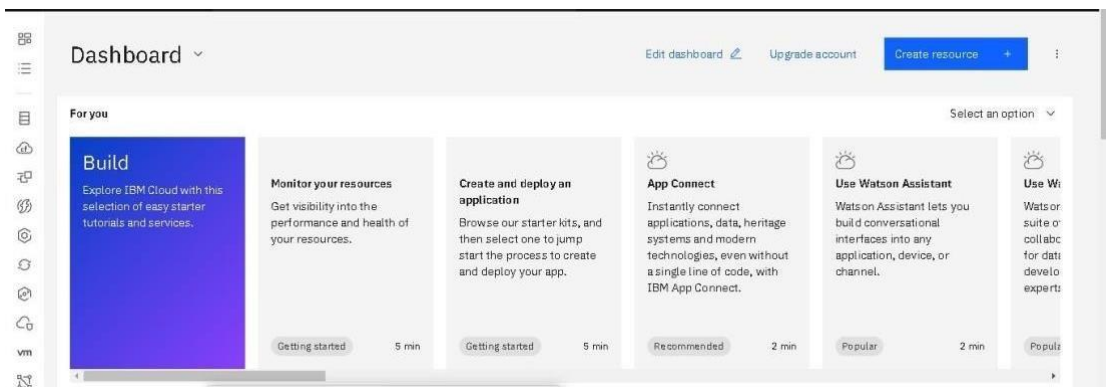 Dashboard
Edit dashboard
Upgrade account
Create resource +
For you
Select an option
Build
Explore IBM Cloud with this
selection of easy starter
tutorials and services.
Monitor your resources
Get visibility into the
performance and health of
your resources.
Getting started 5 min
Create and deploy an
application
Browse our starter kits, and
then select one to jump
start the process to create
and deploy your app.
Getting started 5 min
App Connect
Instantly connect
applications, data, heritage
systems and modern
technologies, even without
a single line of code, with
IBM App Connect.
Recommended 2 min
Use Watson Assistant
Watson Assistant lets you
build conversational
interfaces into any
application, device, or
channel.
Popular 2 min
Use
suite
for
vm